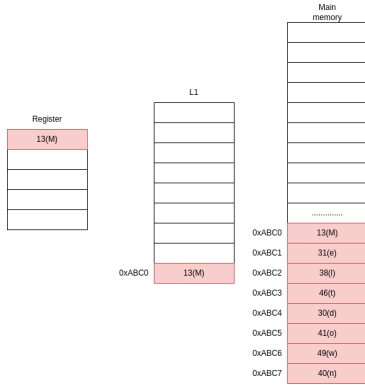 Main
memory
L1
Register
13(M)
..............
0xABC0 13(M)
0xABC1 31(e)
0xABC0 13(M)
0xABC2 38(l)
0xABC3 46(t)
0xABC4 30(d)
0xABC5 41(o)
0xABC6 49(w)
0xABC7 40(n)